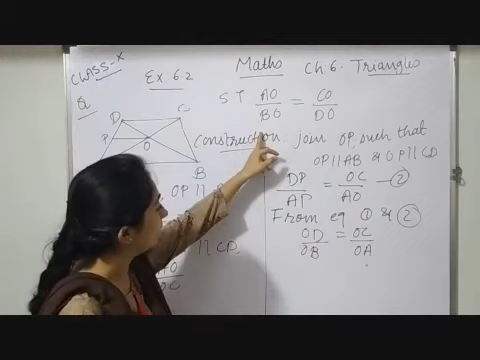 CLASS-X
Ex 6.2
Maths
Ch. 6. Triangles
Q
S T AO/BO = CO/DO
D C
P O
B
Construction join OP such that
OP || AB & OP || CD
OP ||
DP/AP = OC/AO — ②
From eq ① & ②
OD/OB = OC/OA
|| CD.
AO/OC